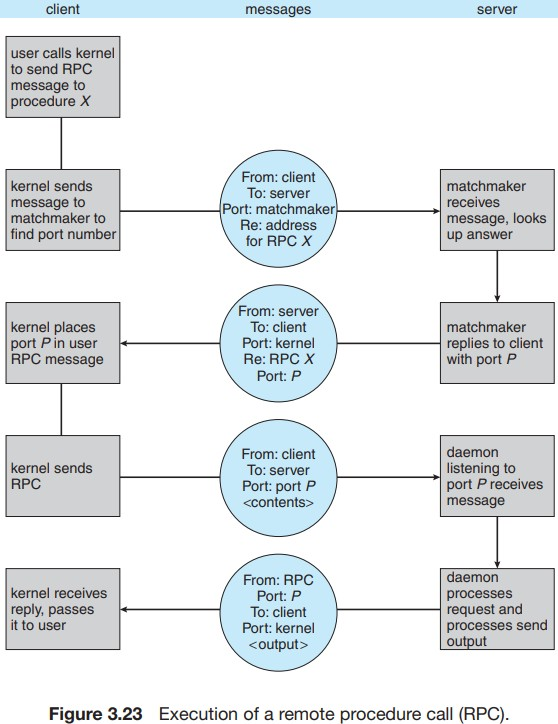 client messages server
user calls kernel
to send RPC
message to
procedure X
kernel sends
message to
matchmaker to
find port number
From: client
To: server
Port: matchmaker
Re: address
for RPC X
matchmaker
receives
message, looks
up answer
kernel places
port P in user
RPC message
From: server
To: client
Port: kernel
Re: RPC X
Port: P
matchmaker
replies to client
with port P
kernel sends
RPC
From: client
To: server
Port: port P
<contents>
daemon
listening to
port P receives
message
kernel receives
reply, passes
it to user
From: RPC
Port: P
To: client
Port: kernel
<output>
daemon
processes
request and
processes send
output
Figure 3.23 Execution of a remote procedure call (RPC).